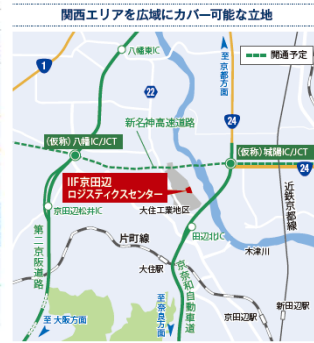 関西エリアを広域にカバー可能な立地
開通予定
八幡東IC
至 京都方面
1
22
24
新名神高速道路
(仮称)八幡IC/JCT
(仮称)城陽IC/JCT
24
IIF京田辺
ロジスティクスセンター
大住工業地区
京田辺松井IC
田辺北IC
近鉄京都線
第二京阪道路
片町線
大住駅
木津川
京奈和自動車道
至 奈良方面
至 大阪方面
京田辺駅
新田辺駅